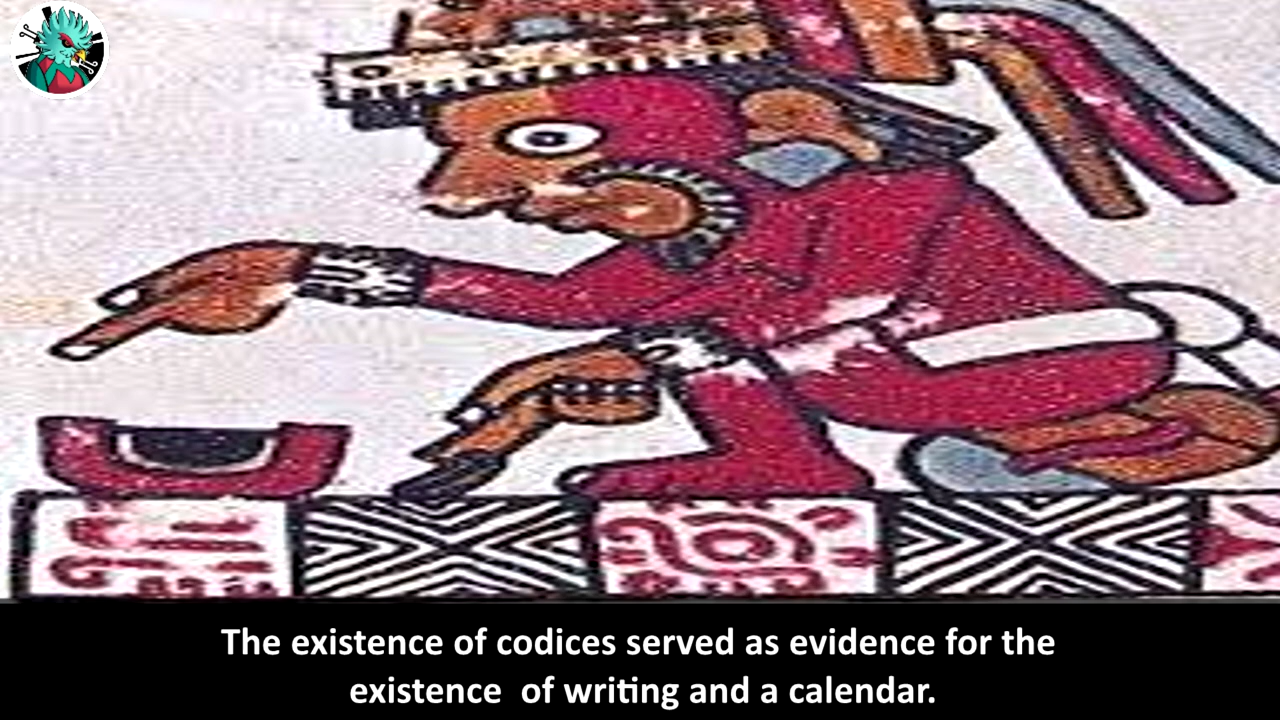 The existence of codices served as evidence for the
existence  of writing and a calendar.